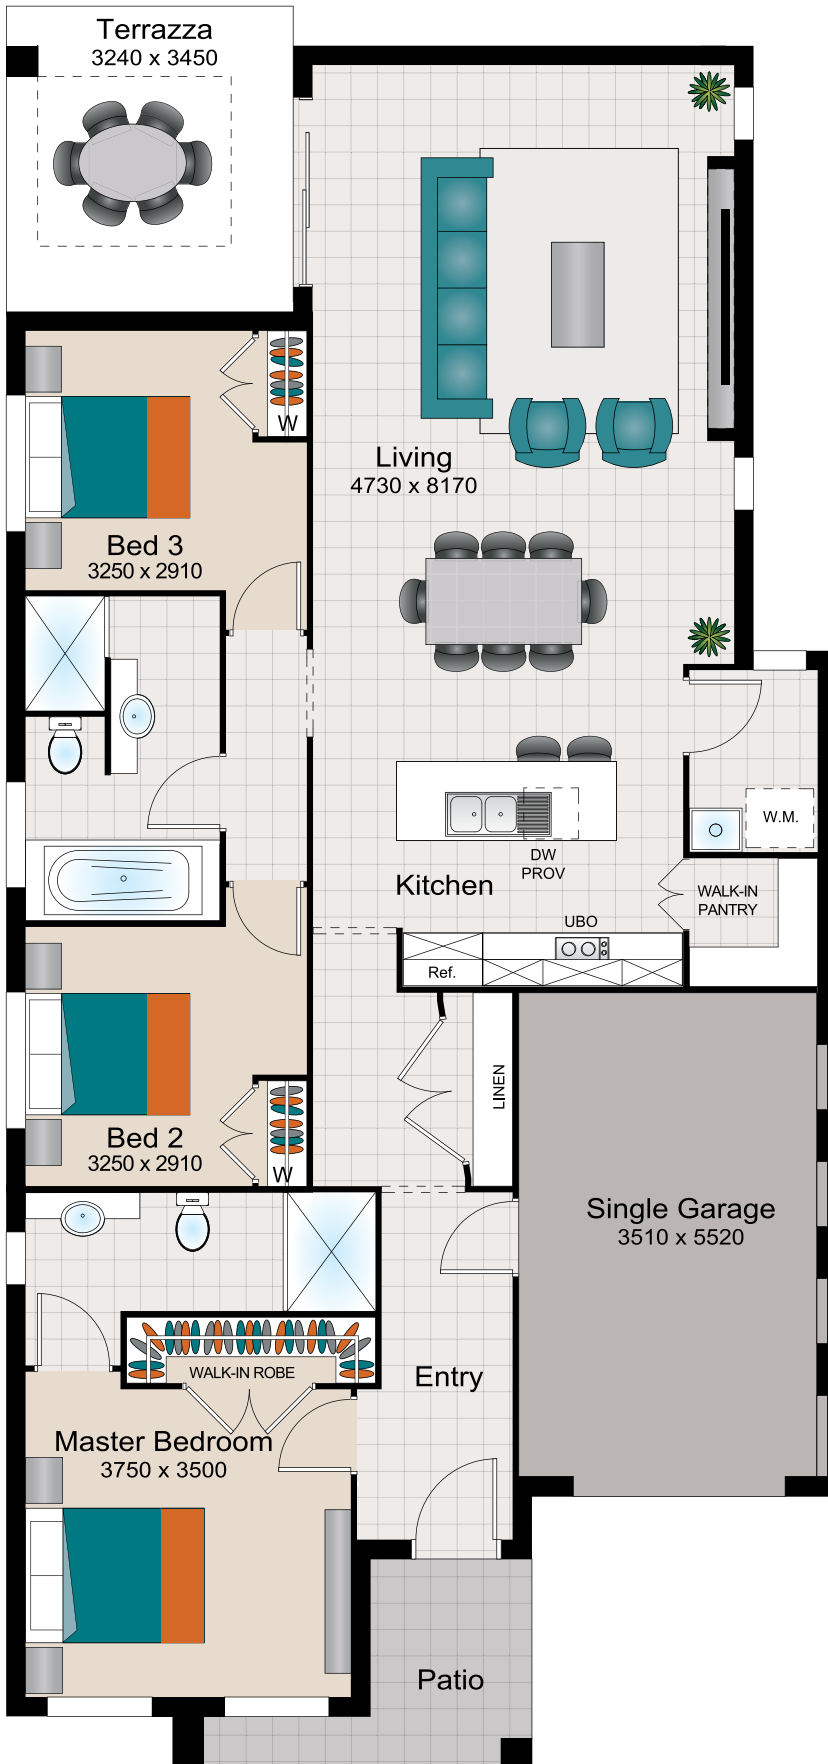 Terrazza
3240 x 3450
W
Living
4730 x 8170
Bed 3
3250 x 2910
W.M.
DW
PROV
Kitchen
WALK-IN
PANTRY
UBO
Ref.
LINEN
Bed 2
3250 x 2910
W
Single Garage
3510 x 5520
WALK-IN ROBE
Entry
Master Bedroom
3750 x 3500
Patio